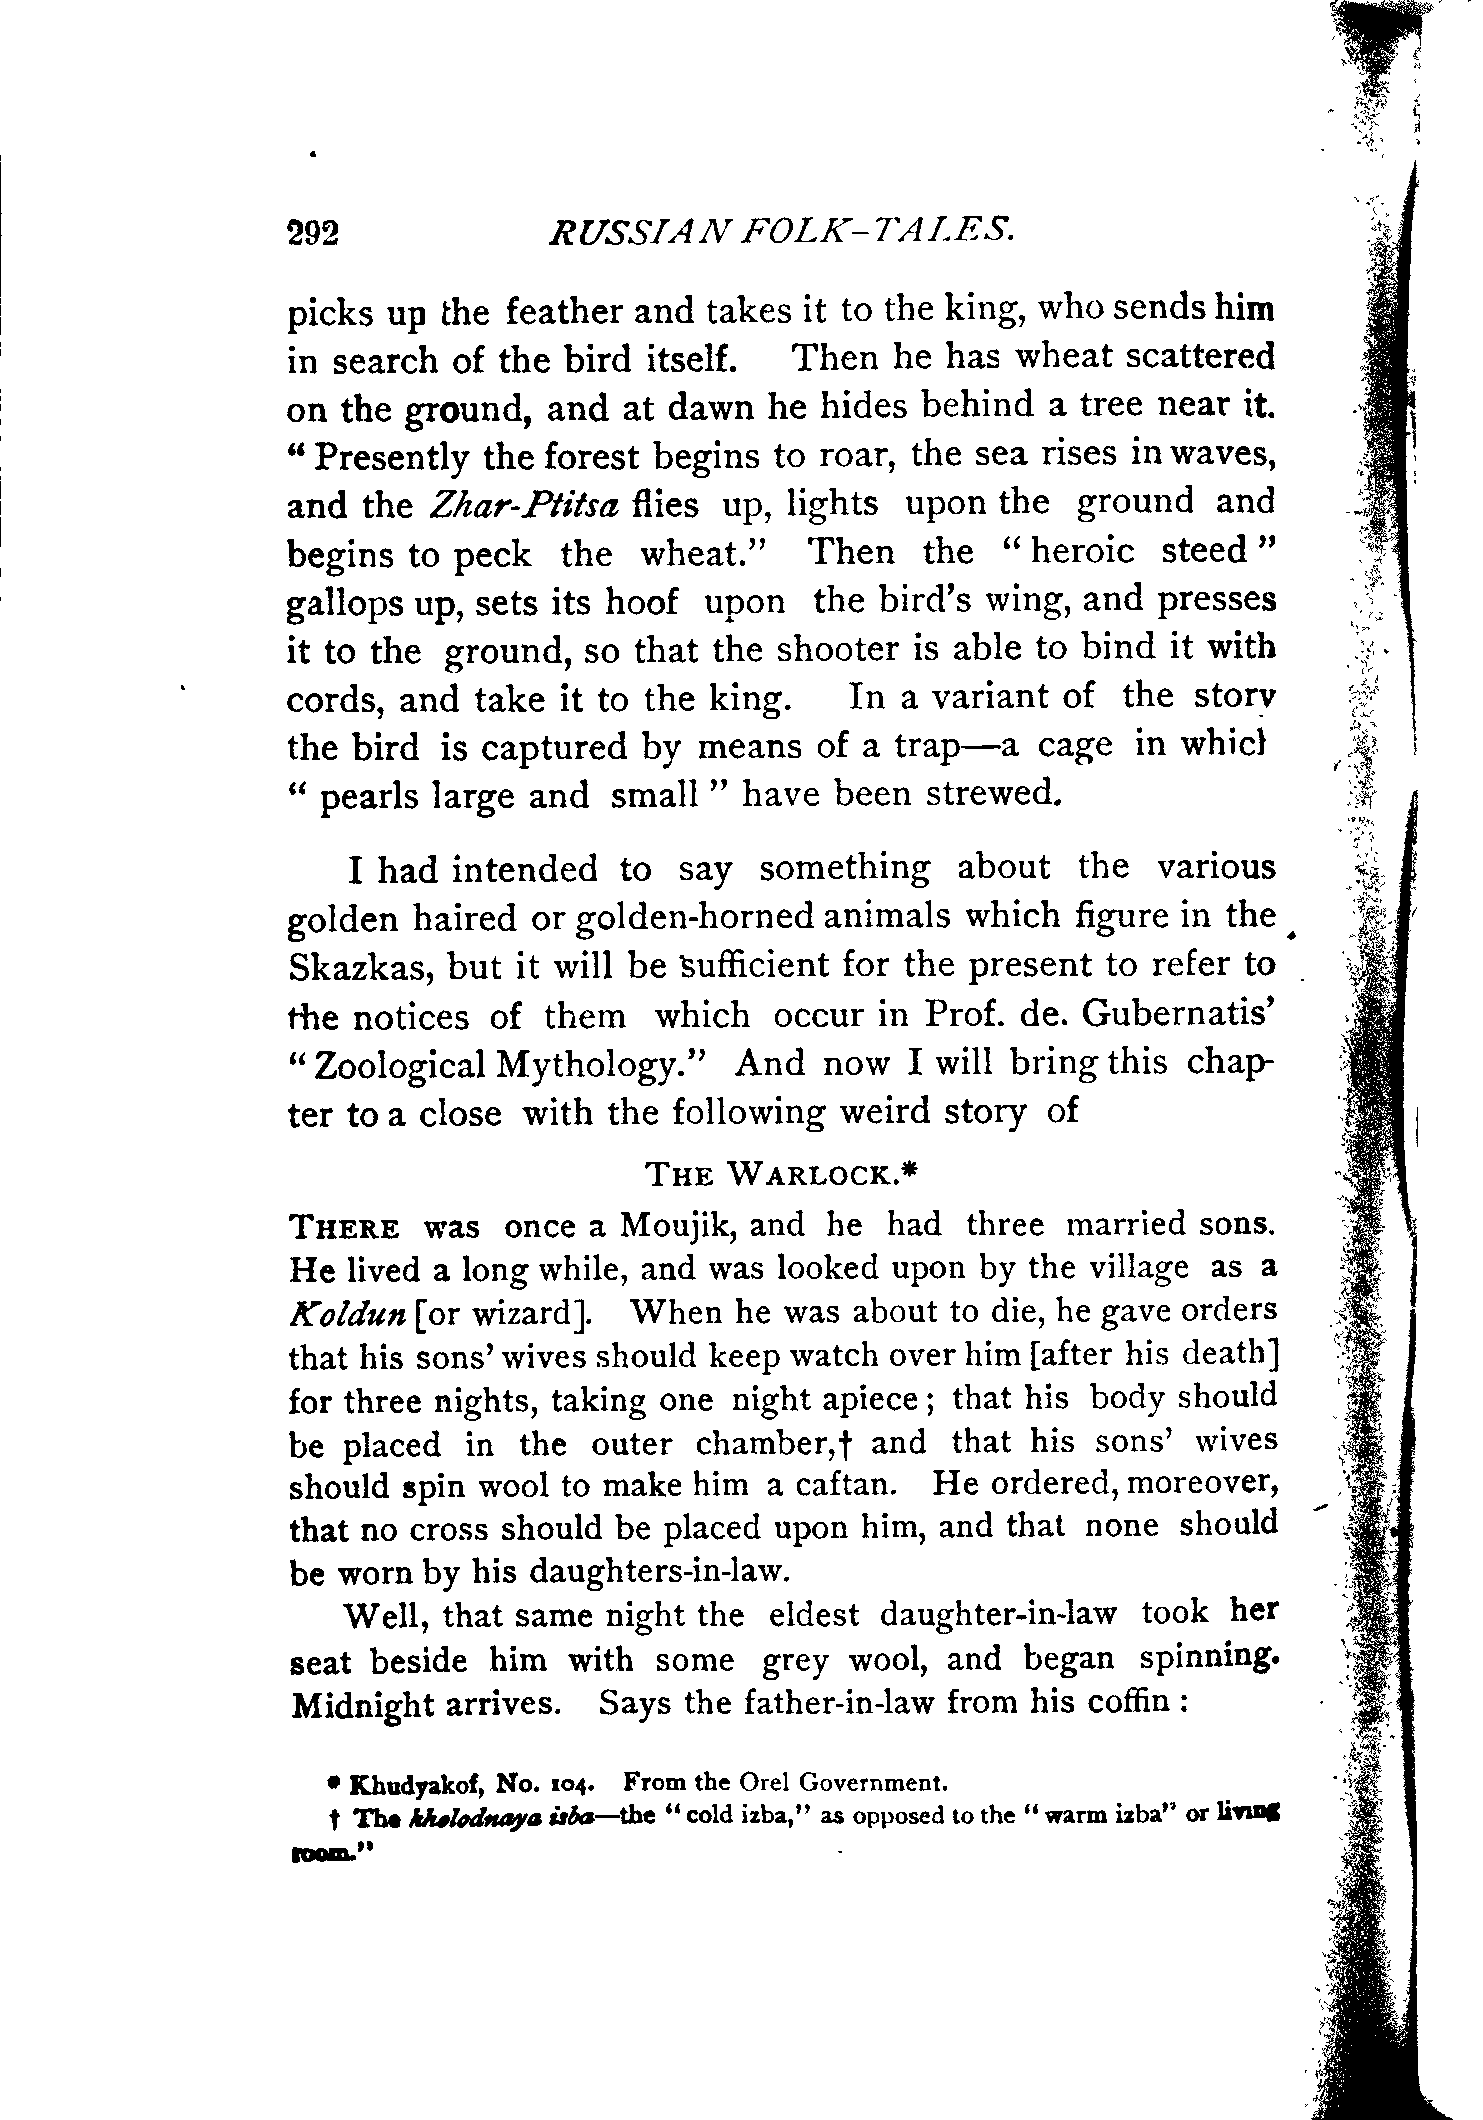 292 RUSSIAN FOLK-TALES.
picks up the feather and takes it to the king, who sends him
in search of the bird itself. Then he has wheat scattered
on the ground, and at dawn he hides behind a tree near it.
“ Presently the forest begins to roar, the sea rises in waves,
and the Zhar-Ptitsa flies up, lights upon the ground and
begins to peck the wheat.” Then the “ heroic steed ”
gallops up, sets its hoof upon the bird's wing, and presses
it to the ground, so that the shooter is able to bind it with
cords, and take it to the king. In a variant of the story
the bird is captured by means of a trap—a cage in which
“ pearls large and small ” have been strewed.
I had intended to say something about the various
golden haired or golden-horned animals which figure in the
Skazkas, but it will be sufficient for the present to refer to
the notices of them which occur in Prof. de. Gubernatis’
“ Zoological Mythology.” And now I will bring this chap-
ter to a close with the following weird story of
THE WARLOCK.*
THERE was once a Moujik, and he had three married sons.
He lived a long while, and was looked upon by the village as a
Koldun [or wizard]. When he was about to die, he gave orders
that his sons’ wives should keep watch over him [after his death]
for three nights, taking one night apiece ; that his body should
be placed in the outer chamber,† and that his sons’ wives
should spin wool to make him a caftan. He ordered, moreover,
that no cross should be placed upon him, and that none should
be worn by his daughters-in-law.
Well, that same night the eldest daughter-in-law took her
seat beside him with some grey wool, and began spinning.
Midnight arrives. Says the father-in-law from his coffin :
* Khudyakof, No. 104. From the Orel Government.
† The kholodnaya isba—the “ cold izba,” as opposed to the “ warm izba” or living
room.”